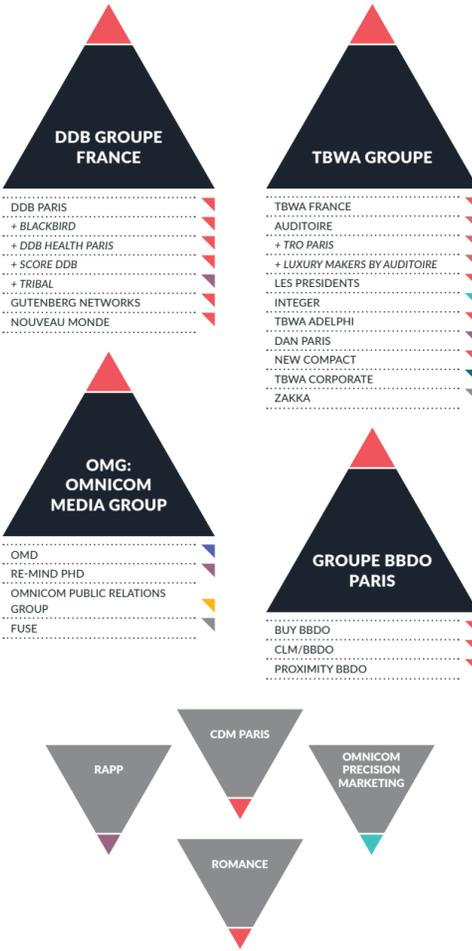 DDB GROUPE
FRANCE
DDB PARIS
+ BLACKBIRD
+ DDB HEALTH PARIS
+ SCORE DDB
+ TRIBAL
GUTENBERG NETWORKS
NOUVEAU MONDE
TBWA GROUPE
TBWA FRANCE
AUDITOIRE
+ TRO PARIS
+ LUXURY MAKERS BY AUDITOIRE
LES PRESIDENTS
INTEGER
TBWA ADELPHI
DAN PARIS
NEW COMPACT
TBWA CORPORATE
ZAKKA
OMG:
OMNICOM
MEDIA GROUP
OMD
RE-MIND PHD
OMNICOM PUBLIC RELATIONS
GROUP
FUSE
GROUPE BBDO
PARIS
BUY BBDO
CLM/BBDO
PROXIMITY BBDO
RAPP
CDM PARIS
OMNICOM
PRECISION
MARKETING
ROMANCE